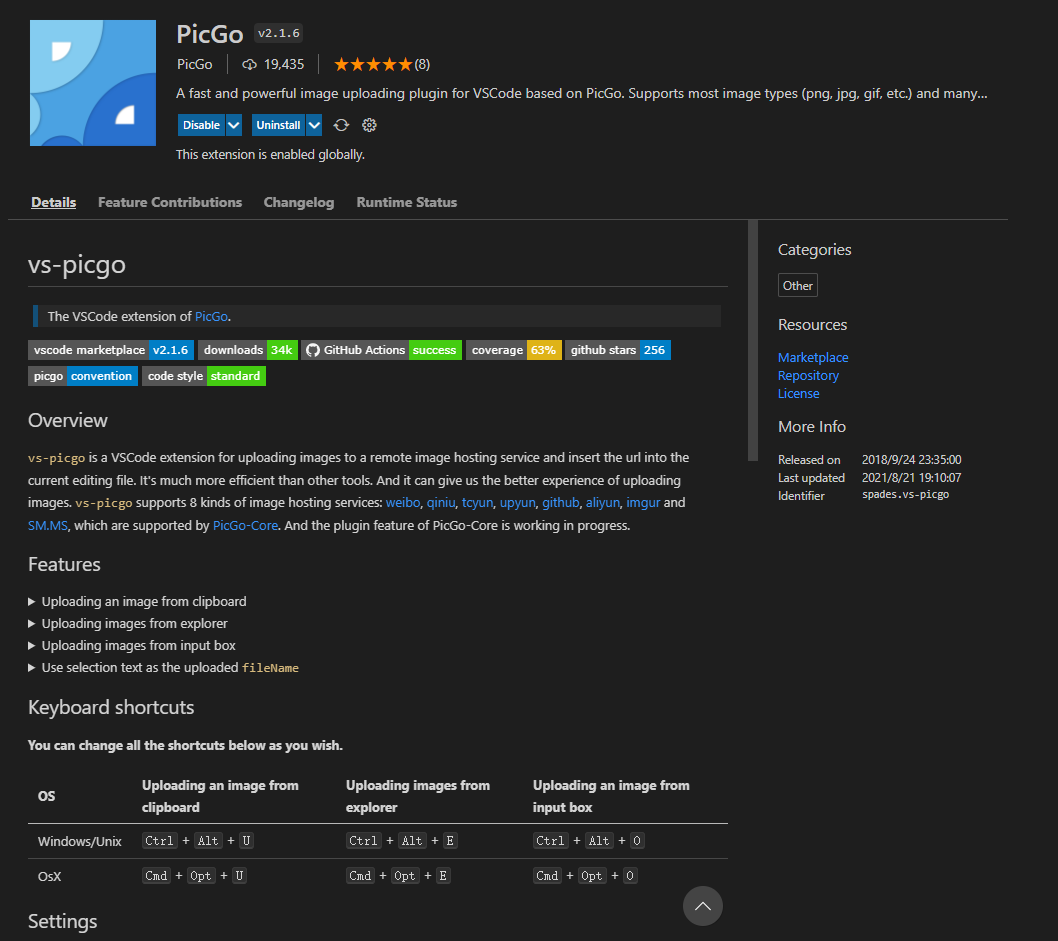 PicGo v2.1.6
PicGo 19,435 (8)
A fast and powerful image uploading plugin for VSCode based on PicGo. Supports most image types (png, jpg, gif, etc.) and many...
Disable Uninstall
This extension is enabled globally.
Details Feature Contributions Changelog Runtime Status
vs-picgo
The VSCode extension of PicGo.
vscode marketplace v2.1.6 downloads 34k GitHub Actions success coverage 63% github stars 256
picgo convention code style standard
Overview
vs-picgo is a VSCode extension for uploading images to a remote image hosting service and insert the url into the
current editing file. It's much more efficient than other tools. And it can give us the better experience of uploading
images. vs-picgo supports 8 kinds of image hosting services: weibo, qiniu, tcyun, upyun, github, aliyun, imgur and
SM.MS, which are supported by PicGo-Core. And the plugin feature of PicGo-Core is working in progress.
Features
Uploading an image from clipboard
Uploading images from explorer
Uploading images from input box
Use selection text as the uploaded fileName
Keyboard shortcuts
You can change all the shortcuts below as you wish.
OS Uploading an image from clipboard Uploading images from explorer Uploading an image from input box
Windows/Unix Ctrl + Alt + U Ctrl + Alt + E Ctrl + Alt + O
OsX Cmd + Opt + U Cmd + Opt + E Cmd + Opt + O
Settings
Categories
Other
Resources
Marketplace
Repository
License
More Info
Released on 2018/9/24 23:35:00
Last updated 2021/8/21 19:10:07
Identifier spades.vs-picgo